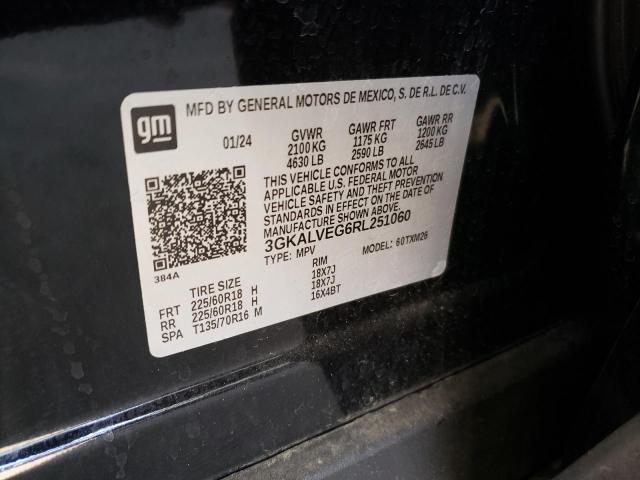 gm
MFD BY GENERAL MOTORS DE MEXICO, S. DE R.L. DE C.V.
01/24 GVWR GAWR FRT GAWR RR
2100 KG 1175 KG 1200 KG
4630 LB 2590 LB 2645 LB
THIS VEHICLE CONFORMS TO ALL
APPLICABLE U.S. FEDERAL MOTOR
VEHICLE SAFETY AND THEFT PREVENTION
STANDARDS IN EFFECT ON THE DATE OF
MANUFACTURE SHOWN ABOVE.
3GKALVEG6RL251060
TYPE: MPV MODEL: 60TXM26
384A
TIRE SIZE RIM
FRT 225/60R18 H 18X7J
RR 225/60R18 H 18X7J
SPA T135/70R16 M 16X4BT